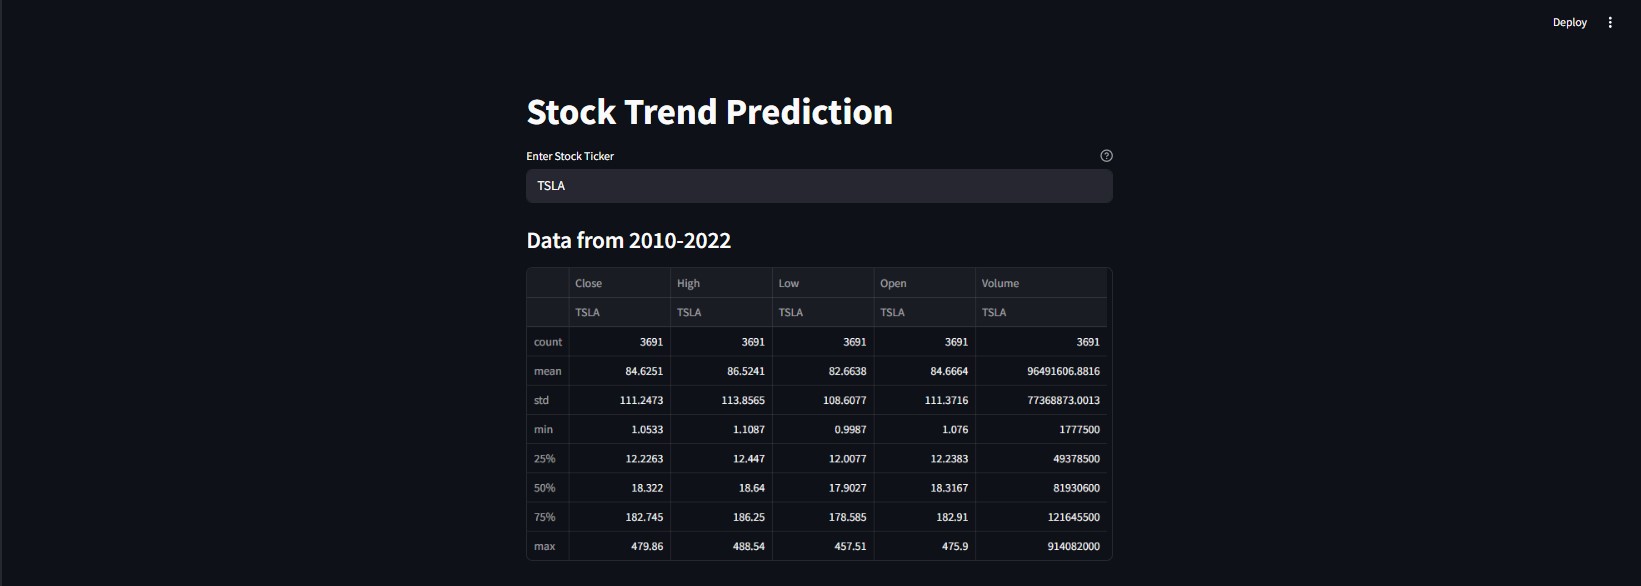 Deploy
Stock Trend Prediction
Enter Stock Ticker
TSLA
Data from 2010-2022
Close High Low Open Volume
TSLA TSLA TSLA TSLA TSLA
count 3691 3691 3691 3691 3691
mean 84.6251 86.5241 82.6638 84.6664 96491606.8816
std 111.2473 113.8565 108.6077 111.3716 77368873.0013
min 1.0533 1.1087 0.9987 1.076 1777500
25% 12.2263 12.447 12.0077 12.2383 49378500
50% 18.322 18.64 17.9027 18.3167 81930600
75% 182.745 186.25 178.585 182.91 121645500
max 479.86 488.54 457.51 475.9 914082000